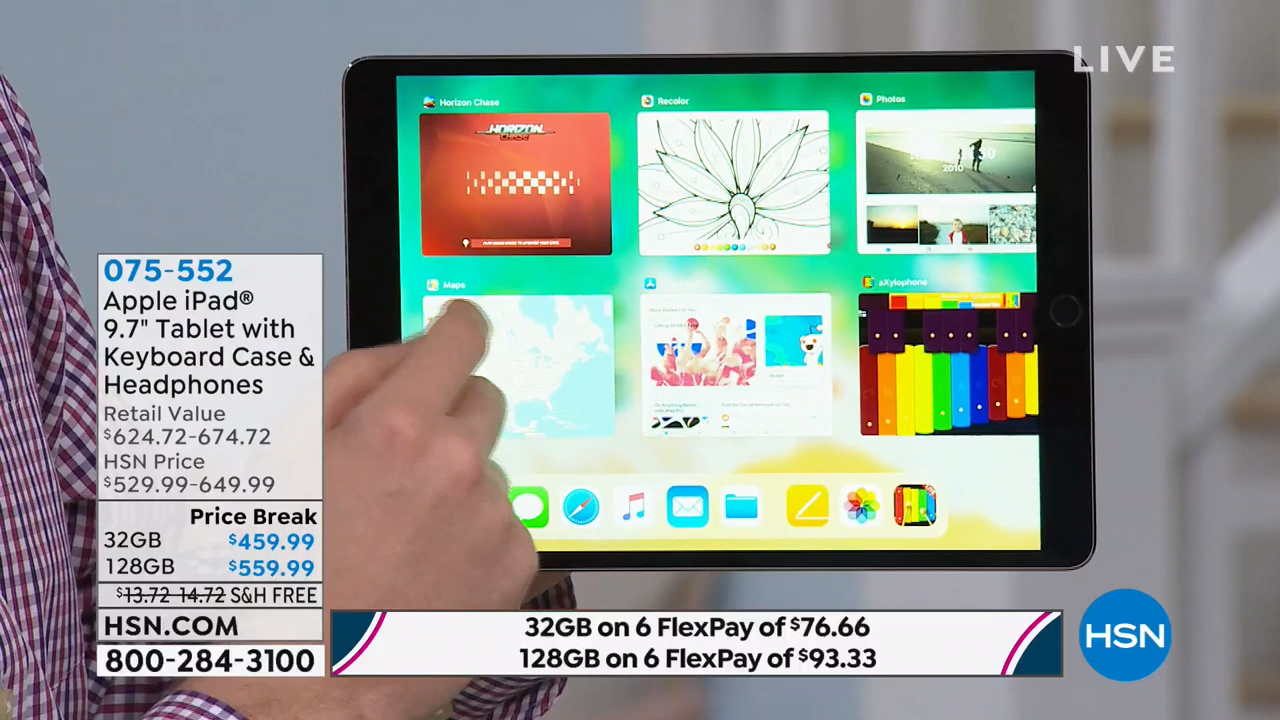 LIVE
Horizon Chase
Recolor
Photos
HORIZON
CHASE
2010
Maps
aXylophone
075-552
Apple iPad®
9.7" Tablet with
Keyboard Case &
Headphones
Retail Value
$624.72-674.72
HSN Price
$529.99-649.99
Price Break
32GB $459.99
128GB $559.99
$13.72-14.72 S&H FREE
HSN.COM
800-284-3100
32GB on 6 FlexPay of $76.66
128GB on 6 FlexPay of $93.33
HSN